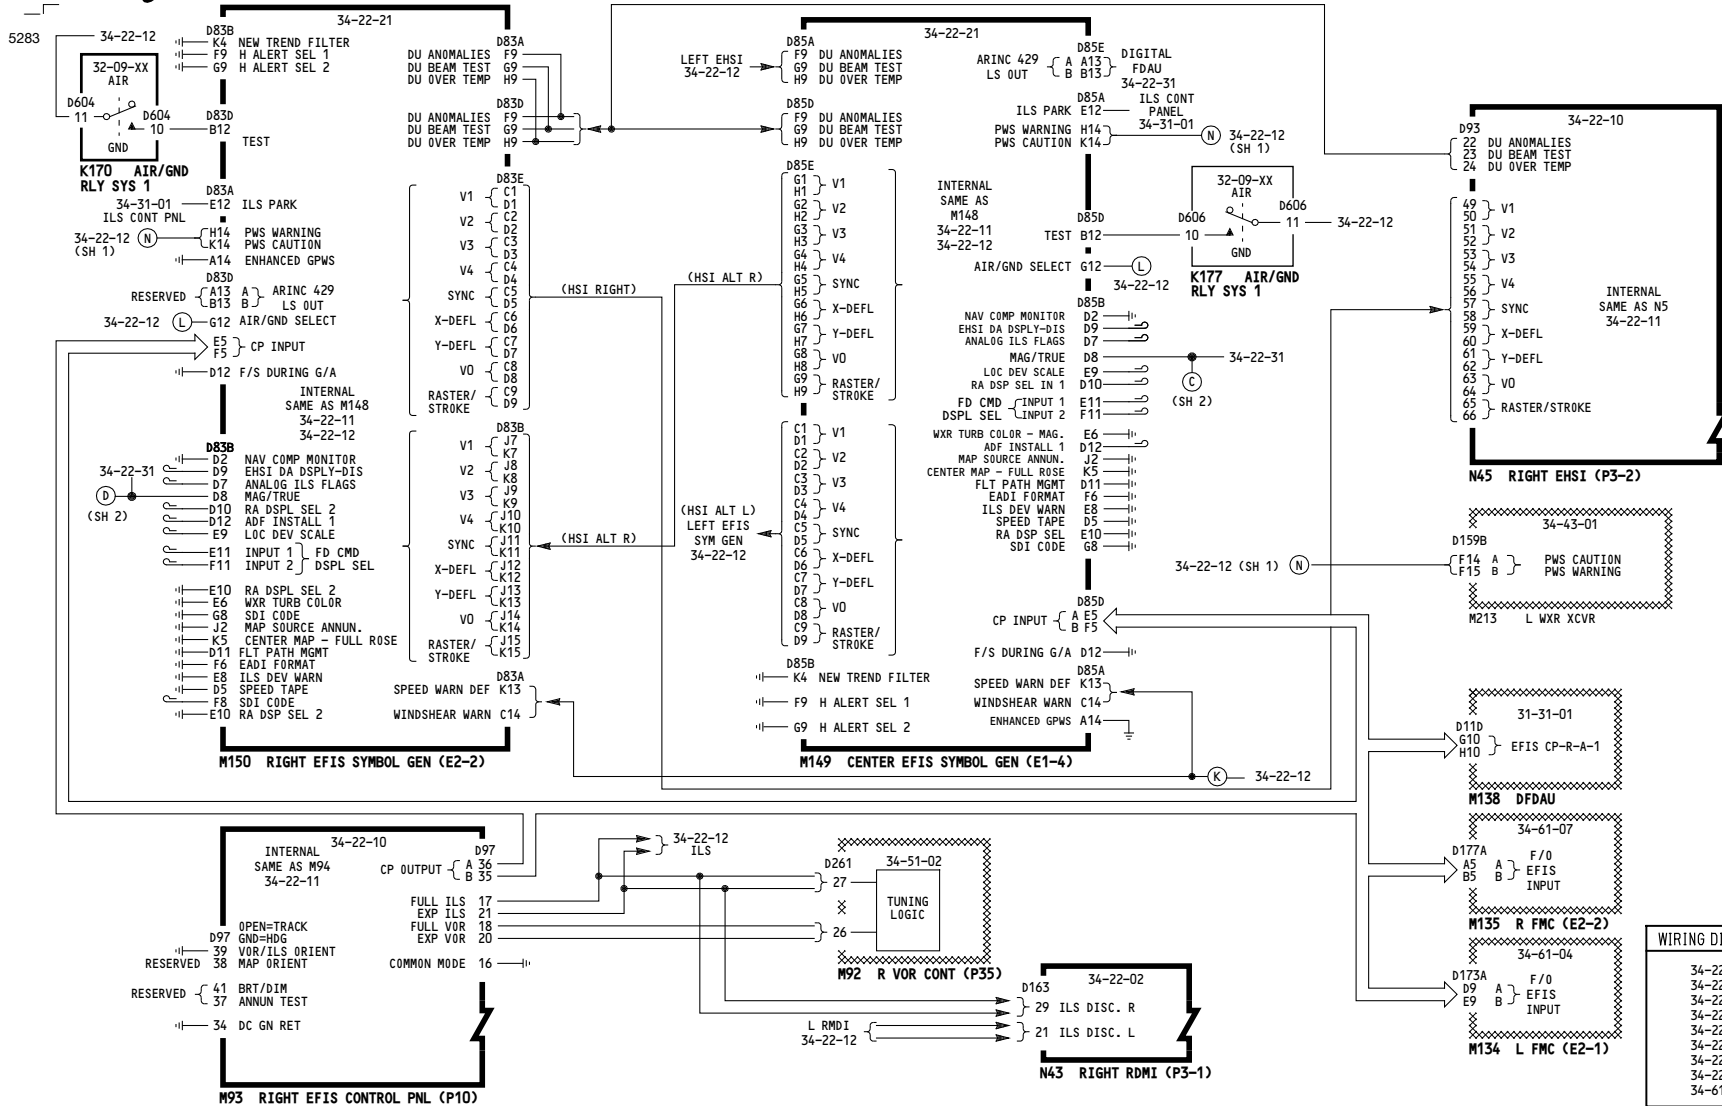 5283
34-22-12
32-09-XX
AIR
D604
11
D604
10
GND
K170 AIR/GND
RLY SYS 1
34-22-21
D83B
K4 NEW TREND FILTER
F9 H ALERT SEL 1
G9 H ALERT SEL 2
D83D
B12
TEST
D83A
34-31-01 E12 ILS PARK
ILS CONT PNL
34-22-12 N
(SH 1)
H14 PWS WARNING
K14 PWS CAUTION
A14 ENHANCED GPWS
D83D
RESERVED A13 A ARINC 429
B13 B LS OUT
34-22-12 L G12 AIR/GND SELECT
E5
F5 CP INPUT
D12 F/S DURING G/A
INTERNAL
SAME AS M148
34-22-11
34-22-12
D83B
D2 NAV COMP MONITOR
34-22-31 D9 EHSI DA DSPLY-DIS
D7 ANALOG ILS FLAGS
D D8 MAG/TRUE
(SH 2) D10 RA DSPL SEL 2
D12 ADF INSTALL 1
E9 LOC DEV SCALE
E11 INPUT 1 FD CMD
F11 INPUT 2 DSPL SEL
E10 RA DSPL SEL 2
E6 WXR TURB COLOR
G8 SDI CODE
J2 MAP SOURCE ANNUN.
K5 CENTER MAP - FULL ROSE
D11 FLT PATH MGMT
F6 EADI FORMAT
E8 ILS DEV WARN
D5 SPEED TAPE
F8 SDI CODE
E10 RA DSP SEL 2
D83A
DU ANOMALIES F9
DU BEAM TEST G9
DU OVER TEMP H9
D83D
DU ANOMALIES F9
DU BEAM TEST G9
DU OVER TEMP H9
D83E
V1 C1
D1
V2 C2
D2
V3 C3
D3
V4 C4
D4
SYNC C5
D5
X-DEFL C6
D6
Y-DEFL C7
D7
VO C8
D8
RASTER/ C9
STROKE D9
D83B
V1 J7
K7
V2 J8
K8
V3 J9
K9
V4 J10
K10
SYNC J11
K11
X-DEFL J12
K12
Y-DEFL J13
K13
VO J14
K14
RASTER/ J15
STROKE K15
D83A
SPEED WARN DEF K13
WINDSHEAR WARN C14
M150 RIGHT EFIS SYMBOL GEN (E2-2)
(HSI RIGHT)
(HSI ALT R)
(HSI ALT R)
34-22-21
LEFT EHSI
34-22-12
D85A
F9 DU ANOMALIES
G9 DU BEAM TEST
H9 DU OVER TEMP
D85D
F9 DU ANOMALIES
G9 DU BEAM TEST
H9 DU OVER TEMP
D85E
G1 V1
H1
G2 V2
H2
G3 V3
H3
G4 V4
H4
G5 SYNC
H5
G6 X-DEFL
H6
G7 Y-DEFL
H7
G8 VO
H8
G9 RASTER/
H9 STROKE
C1 V1
D1
C2 V2
D2
C3 V3
D3
C4 V4
D4
C5 SYNC
D5
C6 X-DEFL
D6
C7 Y-DEFL
D7
C8 VO
D8
C9 RASTER/
D9 STROKE
(HSI ALT L)
LEFT EFIS
SYM GEN
34-22-12
D85B
K4 NEW TREND FILTER
F9 H ALERT SEL 1
G9 H ALERT SEL 2
INTERNAL
SAME AS
M148
34-22-11
34-22-12
D85E
ARINC 429 A A13 DIGITAL
LS OUT B B13 FDAU
34-22-31
D85A
ILS PARK E12 ILS CONT
PANEL
34-31-01
PWS WARNING H14
PWS CAUTION K14
N 34-22-12
(SH 1)
32-09-XX
AIR
D606
10
D606
11 34-22-12
GND
K177 AIR/GND
RLY SYS 1
D85D
TEST B12
AIR/GND SELECT G12 L
34-22-12
D85B
NAV COMP MONITOR D2
EHSI DA DSPLY-DIS D9
ANALOG ILS FLAGS D7
MAG/TRUE D8 34-22-31
LOC DEV SCALE E9 C
RA DSP SEL IN 1 D10 (SH 2)
FD CMD INPUT 1 E11
DSPL SEL INPUT 2 F11
WXR TURB COLOR - MAG. E6
ADF INSTALL 1 D12
MAP SOURCE ANNUN. J2
CENTER MAP - FULL ROSE K5
FLT PATH MGMT D11
EADI FORMAT F6
ILS DEV WARN E8
SPEED TAPE D5
RA DSP SEL E10
SDI CODE G8
D85D
CP INPUT A E5
B F5
F/S DURING G/A D12
D85A
SPEED WARN DEF K13
WINDSHEAR WARN C14
ENHANCED GPWS A14
M149 CENTER EFIS SYMBOL GEN (E1-4)
K 34-22-12
34-22-10
D93
22 DU ANOMALIES
23 DU BEAM TEST
24 DU OVER TEMP
49 V1
50
51 V2
52
53 V3
54
55 V4
56
57 SYNC
58
59 X-DEFL
60
61 Y-DEFL
62
63 VO
64
65 RASTER/STROKE
66
INTERNAL
SAME AS N5
34-22-11
N45 RIGHT EHSI (P3-2)
34-43-01
D159B
34-22-12 (SH 1) N
F14 A PWS CAUTION
F15 B PWS WARNING
M213 L WXR XCVR
31-31-01
D11D
G10
H10 EFIS CP-R-A-1
M138 DFDAU
34-61-07
D177A
A5 A F/O
B5 B EFIS
INPUT
M135 R FMC (E2-2)
34-61-04
D173A
D9 A F/O
E9 B EFIS
INPUT
M134 L FMC (E2-1)
34-22-10
INTERNAL
SAME AS M94
34-22-11
D97
CP OUTPUT A 36
B 35
FULL ILS 17
EXP ILS 21
FULL VOR 18
EXP VOR 20
COMMON MODE 16
OPEN=TRACK
D97 GND=HDG
39 VOR/ILS ORIENT
RESERVED 38 MAP ORIENT
RESERVED 41 BRT/DIM
37 ANNUN TEST
34 DC GN RET
M93 RIGHT EFIS CONTROL PNL (P10)
34-22-12
ILS
D261
27
26
34-51-02
TUNING
LOGIC
M92 R VOR CONT (P35)
34-22-02
D163
29 ILS DISC. R
L RMDI
34-22-12
21 ILS DISC. L
N43 RIGHT RDMI (P3-1)
WIRING DI
34-22
34-22
34-22
34-22
34-22
34-22
34-22
34-22
34-61